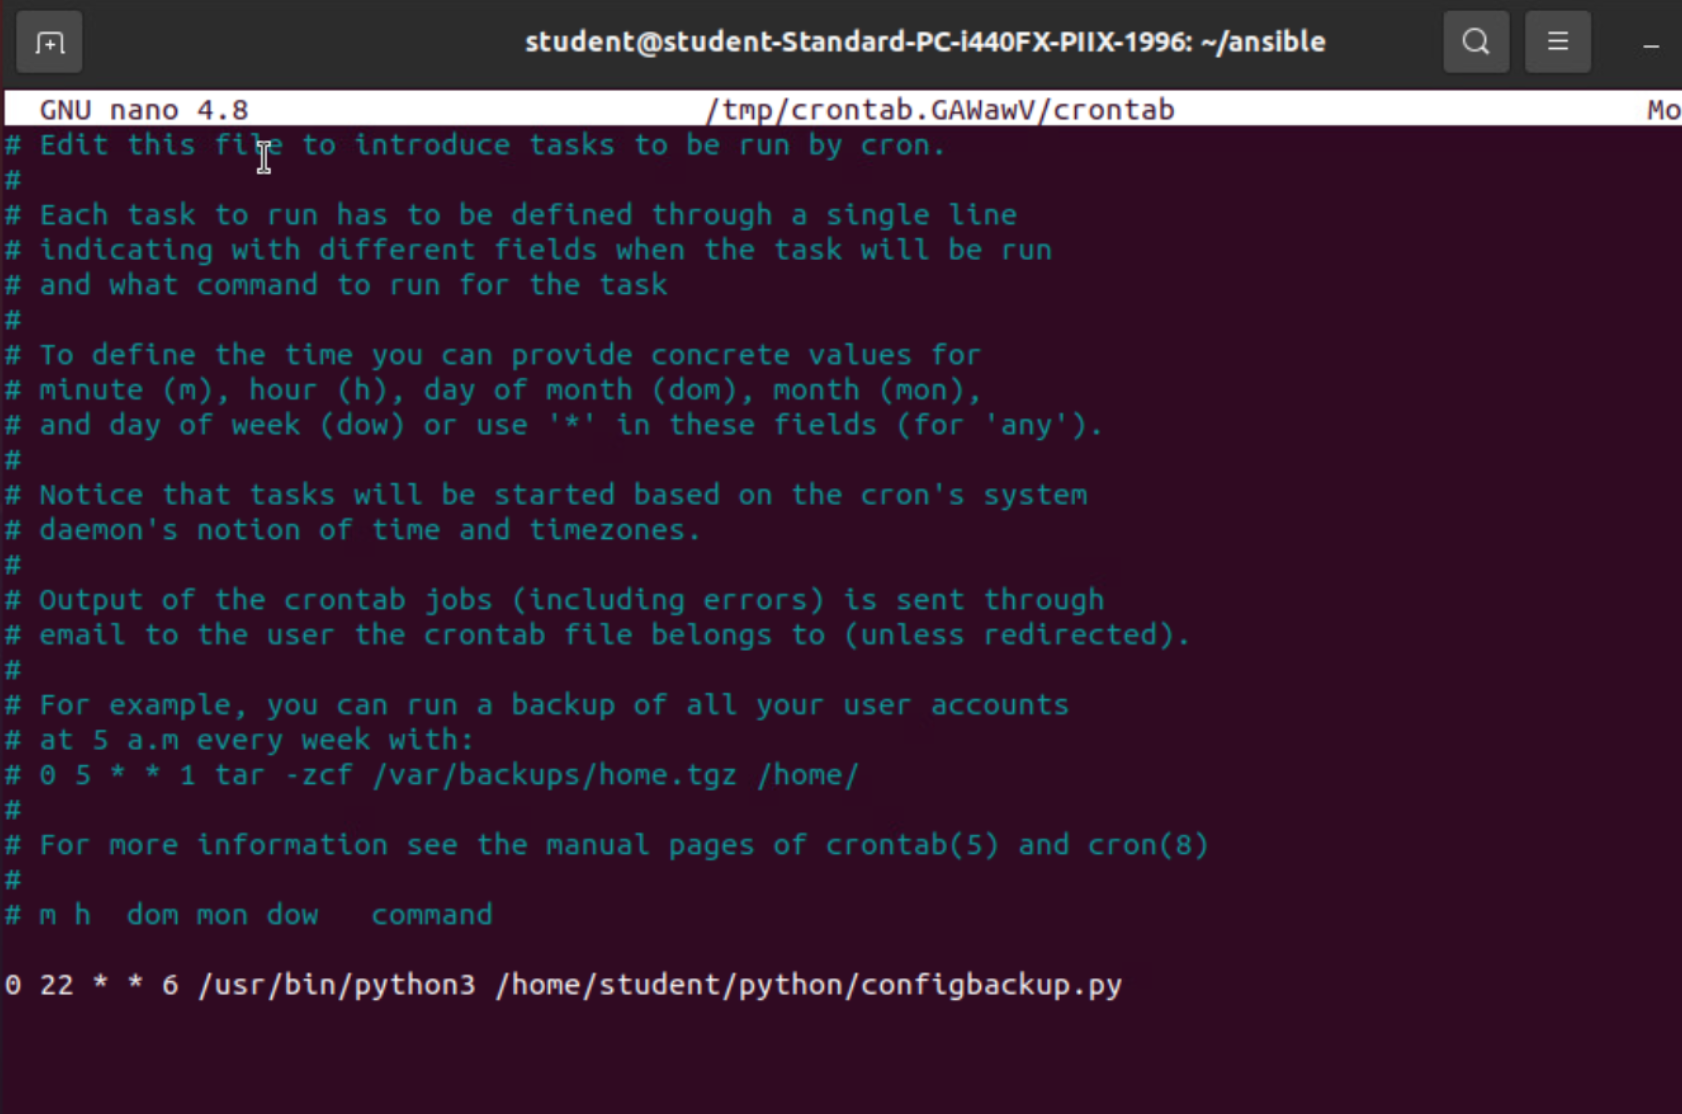 student@student-Standard-PC-i440FX-PIIX-1996: ~/ansible
GNU nano 4.8 /tmp/crontab.GAWawV/crontab Mo
# Edit this file to introduce tasks to be run by cron.
#
# Each task to run has to be defined through a single line
# indicating with different fields when the task will be run
# and what command to run for the task
#
# To define the time you can provide concrete values for
# minute (m), hour (h), day of month (dom), month (mon),
# and day of week (dow) or use '*' in these fields (for 'any').
#
# Notice that tasks will be started based on the cron's system
# daemon's notion of time and timezones.
#
# Output of the crontab jobs (including errors) is sent through
# email to the user the crontab file belongs to (unless redirected).
#
# For example, you can run a backup of all your user accounts
# at 5 a.m every week with:
# 0 5 * * 1 tar -zcf /var/backups/home.tgz /home/
#
# For more information see the manual pages of crontab(5) and cron(8)
#
# m h  dom mon dow   command
0 22 * * 6 /usr/bin/python3 /home/student/python/configbackup.py